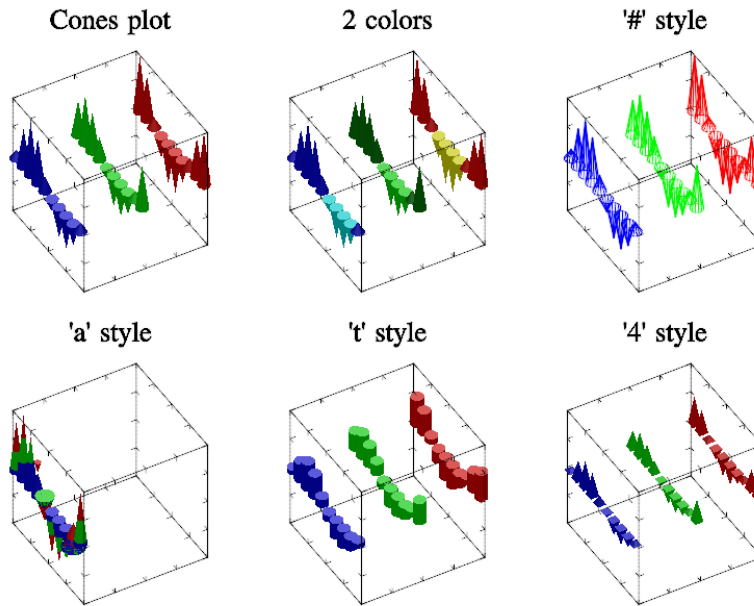 Cones plot
2 colors
'#' style
'a' style
't' style
'4' style